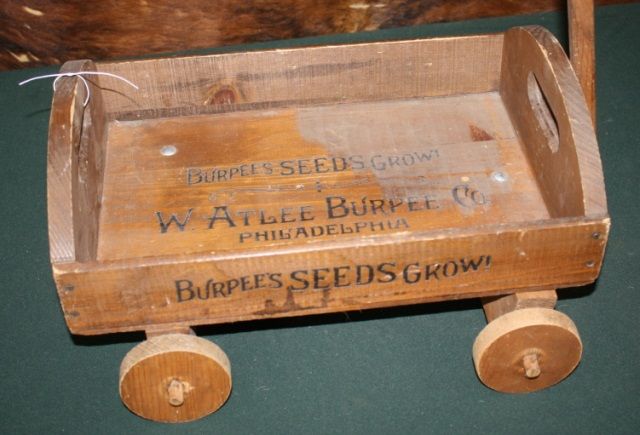 BURPEE'S SEEDS GROW!
W. ATLEE BURPEE CO
PHILADELPHIA
BURPEE'S SEEDS GROW!